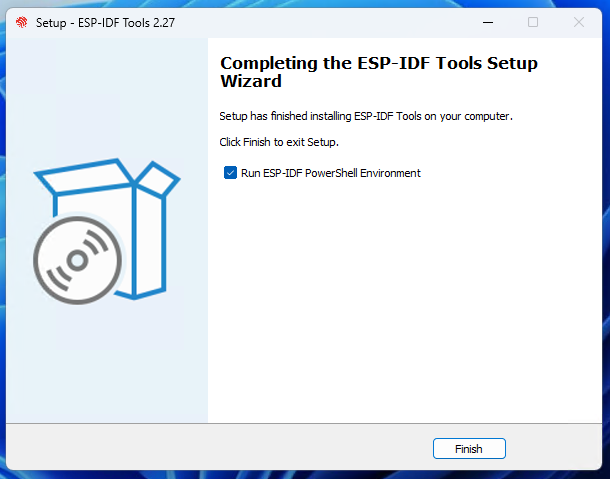 Setup - ESP-IDF Tools 2.27
Completing the ESP-IDF Tools Setup
Wizard
Setup has finished installing ESP-IDF Tools on your computer.
Click Finish to exit Setup.
Run ESP-IDF PowerShell Environment
Finish